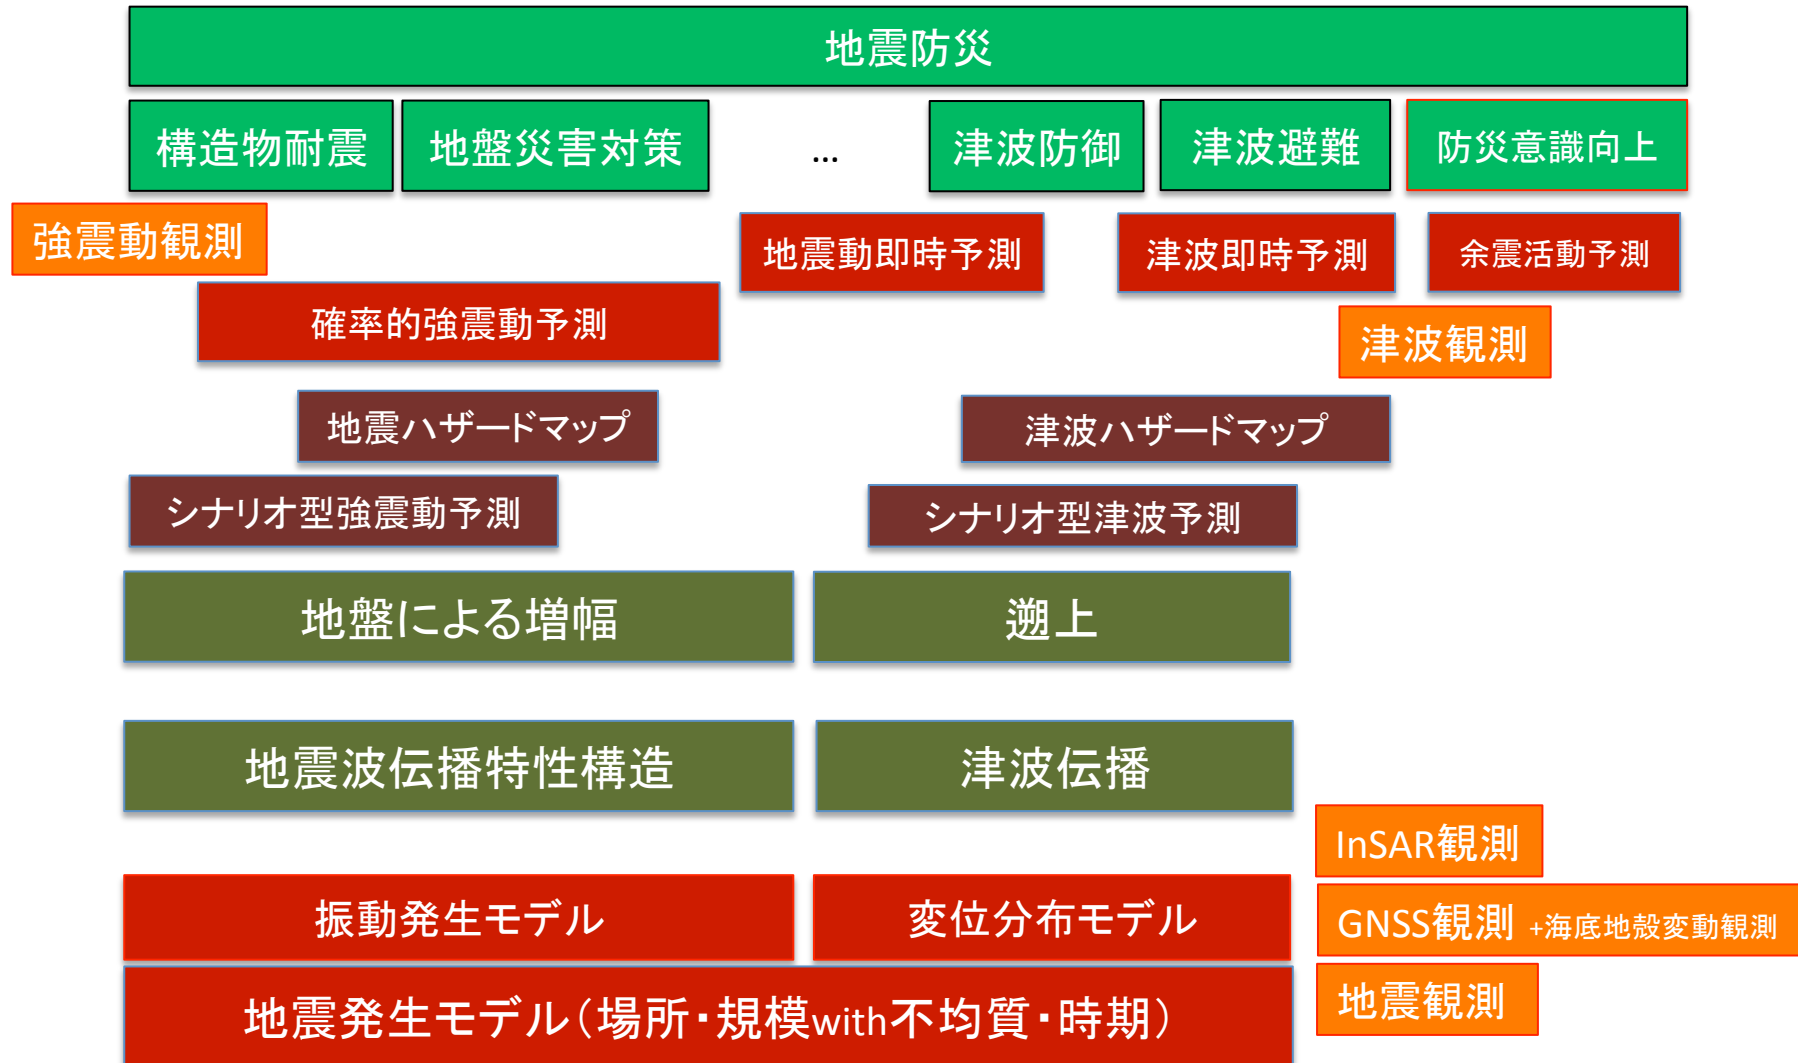 地震防災
構造物耐震
地盤災害対策
…
津波防御
津波避難
防災意識向上
強震動観測
地震動即時予測
津波即時予測
余震活動予測
確率的強震動予測
津波観測
地震ハザードマップ
津波ハザードマップ
シナリオ型強震動予測
シナリオ型津波予測
地盤による増幅
遡上
地震波伝播特性構造
津波伝播
InSAR観測
振動発生モデル
変位分布モデル
GNSS観測 +海底地殻変動観測
地震発生モデル（場所・規模with不均質・時期）
地震観測